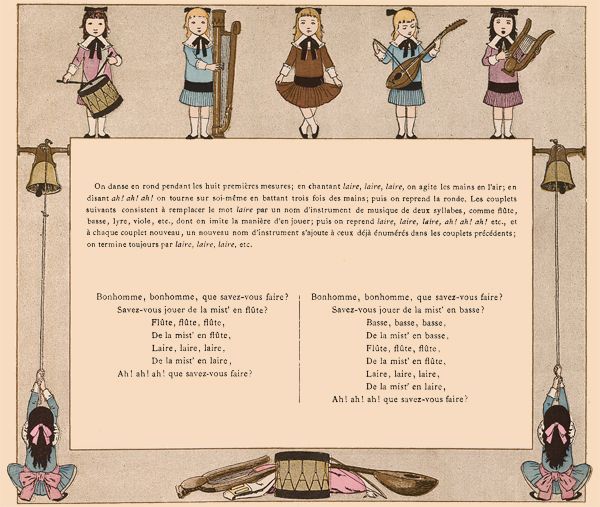 On danse en rond pendant les huit premières mesures; en chantant laire, laire, laire, on agite les mains en l'air; en
disant ah! ah! ah! on tourne sur soi-même en battant trois fois des mains; puis on reprend la ronde. Les couplets
suivants consistent à remplacer le mot laire par un nom d'instrument de musique de deux syllabes, comme flûte,
basse, lyre, viole, etc., dont on imite la manière d'en jouer; puis on reprend laire, laire, laire, ah! ah! ah! etc., et
à chaque couplet nouveau, un nouveau nom d'instrument s'ajoute à ceux déjà énumérés dans les couplets précédents;
on termine toujours par laire, laire, laire, etc.
Bonhomme, bonhomme, que savez-vous faire?
Savez-vous jouer de la mist' en flûte?
Flûte, flûte, flûte,
De la mist' en flûte,
Laire, laire, laire,
De la mist' en laire,
Ah! ah! ah! que savez-vous faire?
Bonhomme, bonhomme, que savez-vous faire?
Savez-vous jouer de la mist' en basse?
Basse, basse, basse,
De la mist' en basse,
Flûte, flûte, flûte,
De la mist' en flûte,
Laire, laire, laire,
De la mist' en laire,
Ah! ah! ah! que savez-vous faire?